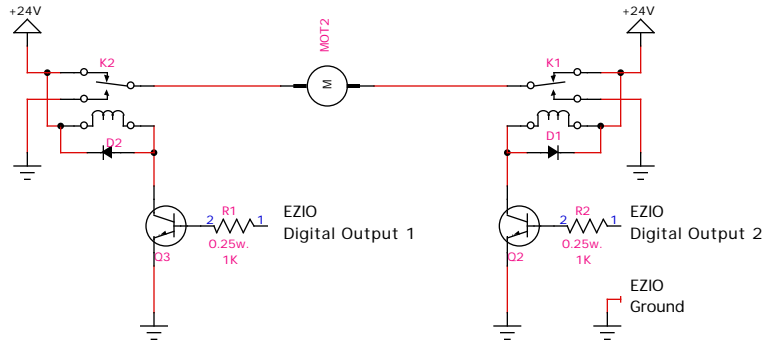 +24V
+24V
MOT2
K2
K1
M
D2
D1
R1
2
1
EZIO
Digital Output 1
0.25w.
1K
Q3
R2
2
1
EZIO
Digital Output 2
0.25w.
1K
Q2
EZIO
Ground